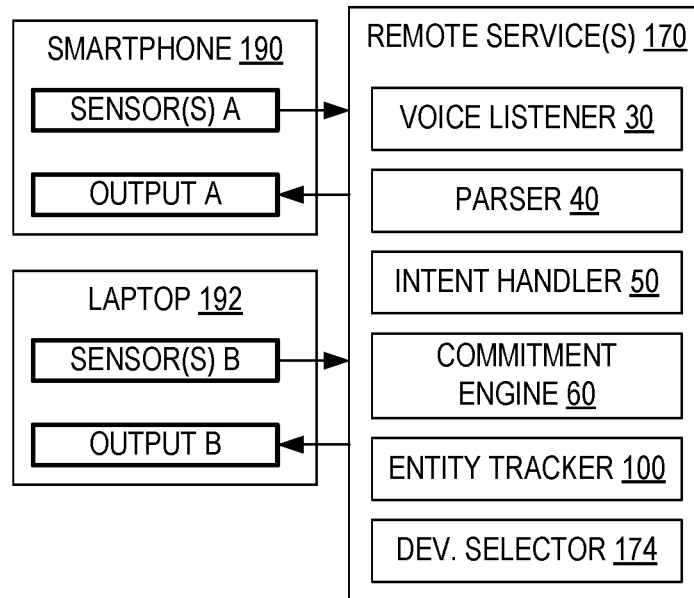 SMARTPHONE 190
SENSOR(S) A
OUTPUT A
LAPTOP 192
SENSOR(S) B
OUTPUT B
REMOTE SERVICE(S) 170
VOICE LISTENER 30
PARSER 40
INTENT HANDLER 50
COMMITMENT
ENGINE 60
ENTITY TRACKER 100
DEV. SELECTOR 174